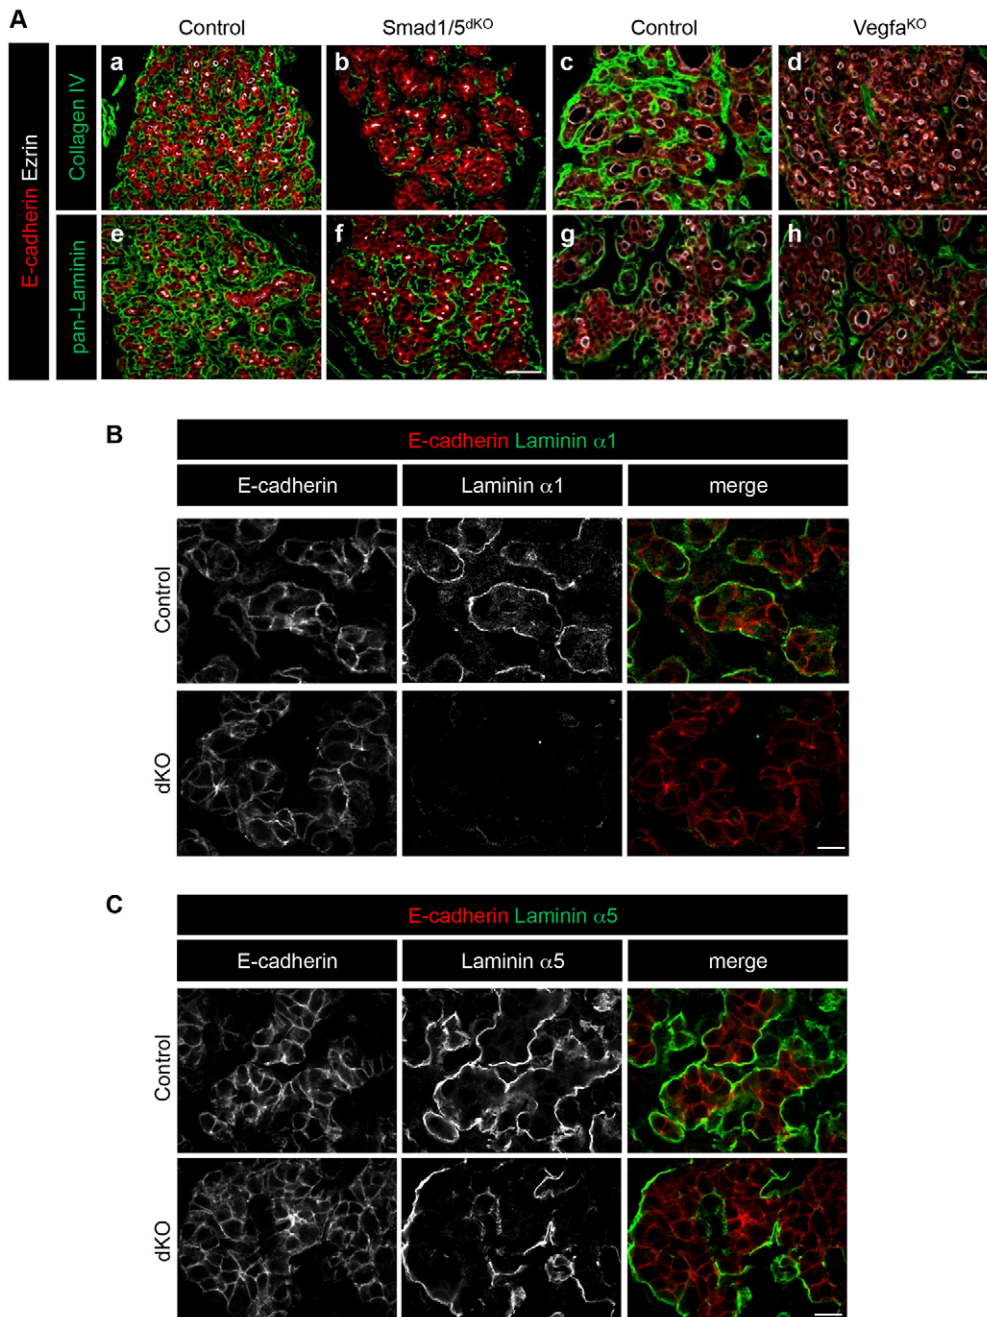 A
Control
Smad1/5dKO
Control
VegfaKO
E-cadherin Ezrin
Collagen IV
a
b
c
d
pan-Laminin
e
f
g
h
B
E-cadherin Laminin α1
E-cadherin
Laminin α1
merge
Control
dKO
C
E-cadherin Laminin α5
E-cadherin
Laminin α5
merge
Control
dKO